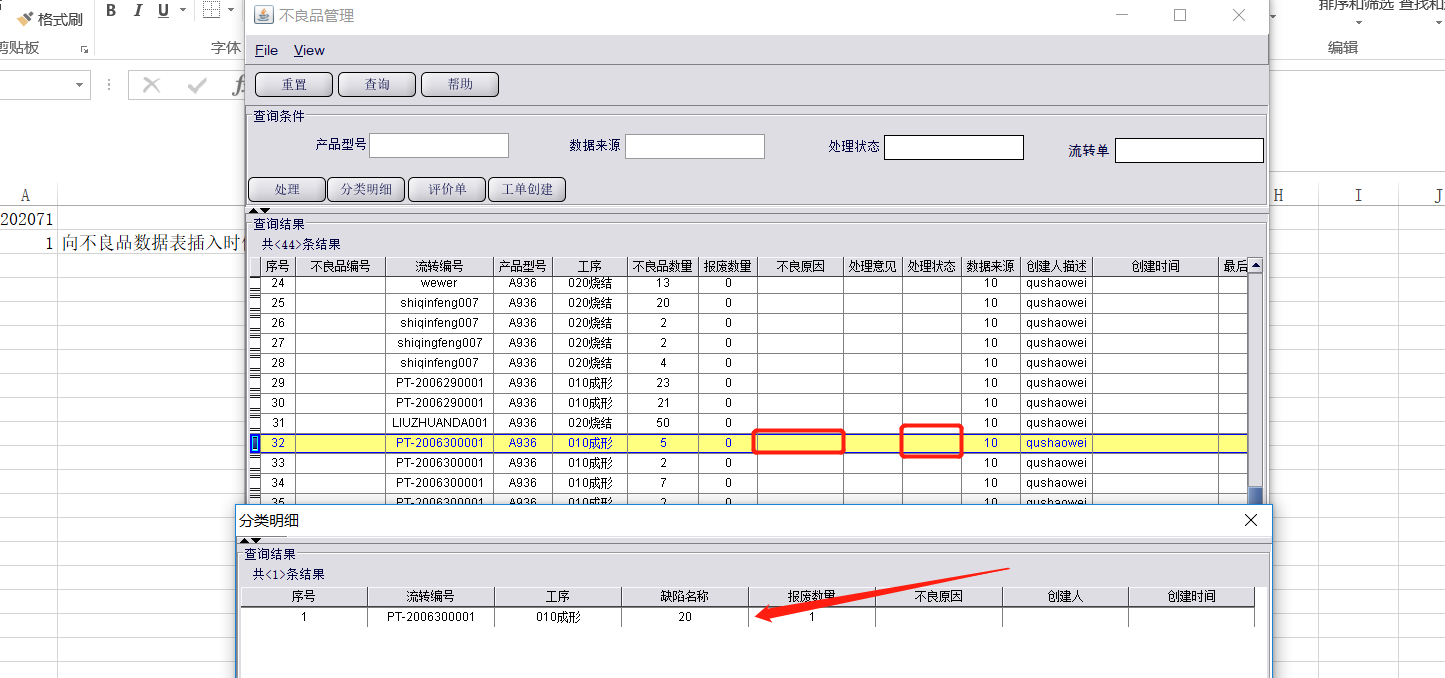 格式刷
B I U
剪贴板
字体
排序和筛选 查找和
编辑
不良品管理
File View
重置 查询 帮助
查询条件
产品型号 数据来源 处理状态 流转单
处理 分类明细 评价单 工单创建
A H I J
202071
1 向不良品数据表插入时
查询结果
共<44>条结果
序号 不良品编号 流转编号 产品型号 工序 不良品数量 报废数量 不良原因 处理意见 处理状态 数据来源 创建人描述 创建时间 最后
24 wewer A936 020烧结 13 0 10 qushaowei
25 shiqinfeng007 A936 020烧结 20 0 10 qushaowei
26 shiqinfeng007 A936 020烧结 2 0 10 qushaowei
27 shiqingfeng007 A936 020烧结 2 0 10 qushaowei
28 shiqinfeng007 A936 020烧结 4 0 10 qushaowei
29 PT-2006290001 A936 010成形 23 0 10 qushaowei
30 PT-2006290001 A936 010成形 21 0 10 qushaowei
31 LIUZHUANDA001 A936 020烧结 50 0 10 qushaowei
32 PT-2006300001 A936 010成形 5 0 10 qushaowei
33 PT-2006300001 A936 010成形 2 0 10 qushaowei
34 PT-2006300001 A936 010成形 7 0 10 qushaowei
35 PT-2006300001 A936 010成形 2 0 10 qushaowei
分类明细
查询结果
共<1>条结果
序号 流转编号 工序 缺陷名称 报废数量 不良原因 创建人 创建时间
1 PT-2006300001 010成形 20 1